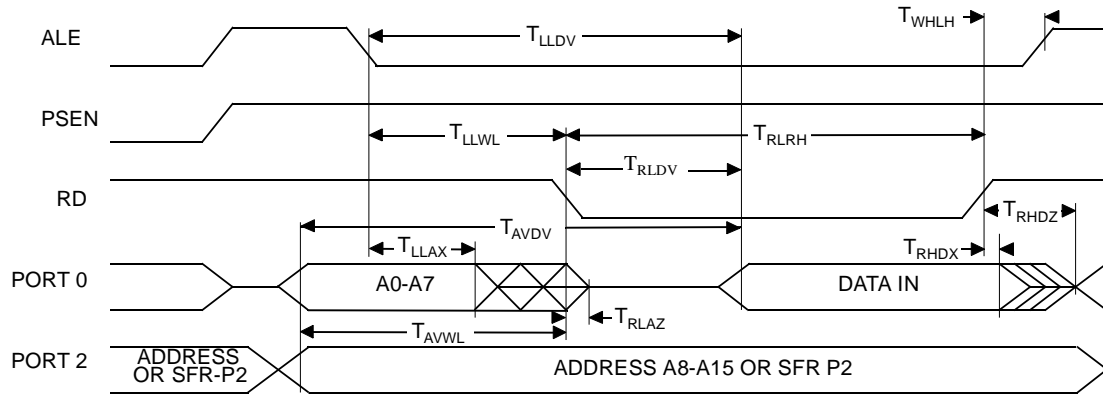 ALE
T_LLDV
T_WHLH
PSEN
T_LLWL
T_RLRH
T_RLDV
RD
T_AVDV
T_RHDZ
T_LLAX
T_RHDX
PORT 0
A0-A7
DATA IN
T_RLAZ
T_AVWL
PORT 2
ADDRESS
OR SFR-P2
ADDRESS A8-A15 OR SFR P2